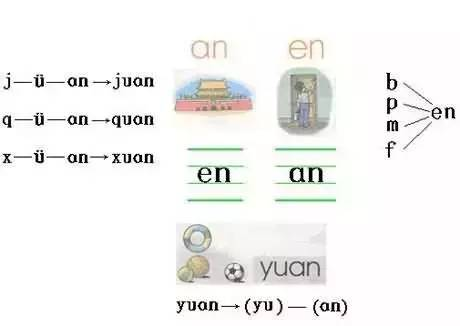 an en
j—ü—an→juan
q—ü—an→quan
x—ü—an→xuan
b
p
m
f
en
en an
yuan
yuan→(yu)—(an)